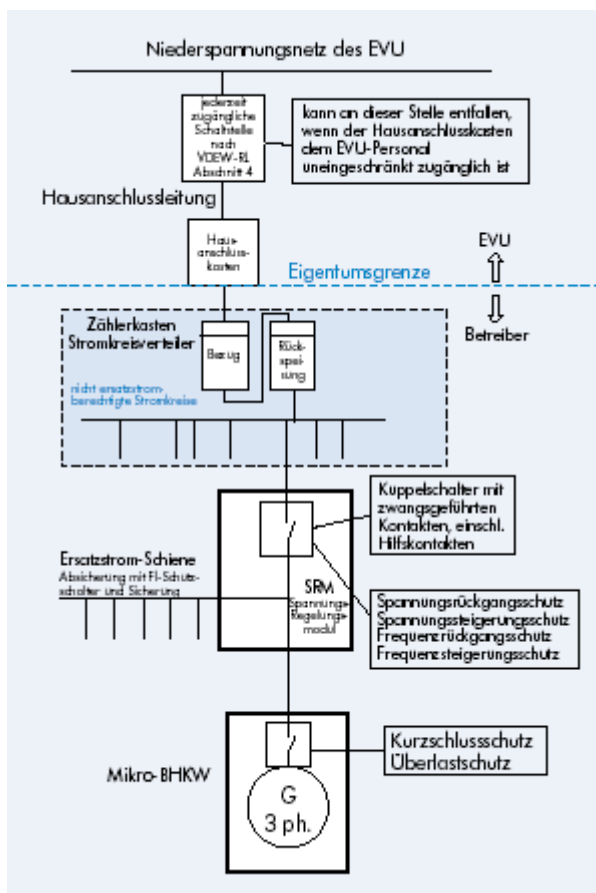 Niederspannungsnetz des EVU
jederzeit
zugängliche
Schaltstelle
nach
VDEW-RL
Abschnitt 4
kann an dieser Stelle entfallen,
wenn der Hausanschlusskasten
dem EVU-Personal
uneingeschränkt zugänglich ist
Hausanschlussleitung
Haus-
anschluss-
kasten
EVU
Eigentumsgrenze
Betreiber
Zählerkasten
Stromkreisverteiler
Bezug
Rück-
spei-
sung
nicht ersatzstrom-
berechtigte Stromkreise
Kuppelschalter mit
zwangsgeführten
Kontakten, einschl.
Hilfskontakten
Ersatzstrom-Schiene
Absicherung mit FI-Schutz-
schalter und Sicherung
SRM
Spannungs-
Regelungs-
modul
Spannungsrückgangsschutz
Spannungssteigerungsschutz
Frequenzrückgangsschutz
Frequenzsteigerungsschutz
Kurzschlussschutz
Überlastschutz
Mikro-BHKW
G
3 ph.